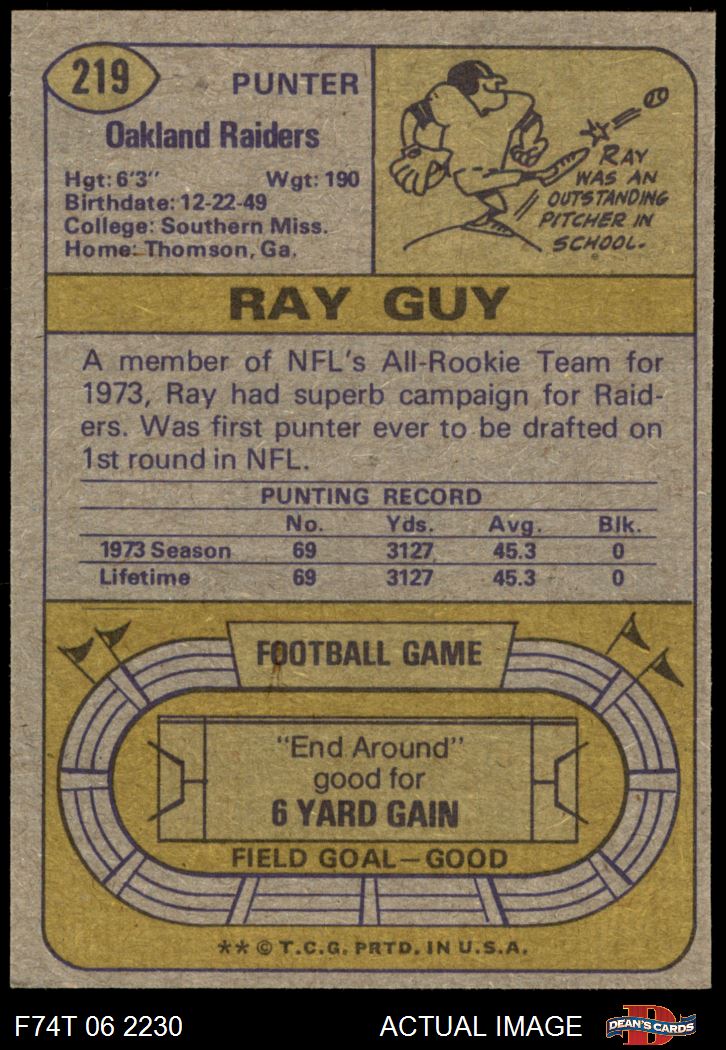 219
PUNTER
Oakland Raiders
Hgt: 6'3" Wgt: 190
Birthdate: 12-22-49
College: Southern Miss.
Home: Thomson, Ga.
RAY
WAS AN
OUTSTANDING
PITCHER IN
SCHOOL.
RAY GUY
A member of NFL's All-Rookie Team for
1973, Ray had superb campaign for Raid-
ers. Was first punter ever to be drafted on
1st round in NFL.
PUNTING RECORD
No. Yds. Avg. Blk.
1973 Season 69 3127 45.3 0
Lifetime 69 3127 45.3 0
FOOTBALL GAME
"End Around"
good for
6 YARD GAIN
FIELD GOAL—GOOD
** © T.C.G. PRTD. IN U.S.A.
F74T 06 2230 ACTUAL IMAGE
D
DEAN'S CARDS